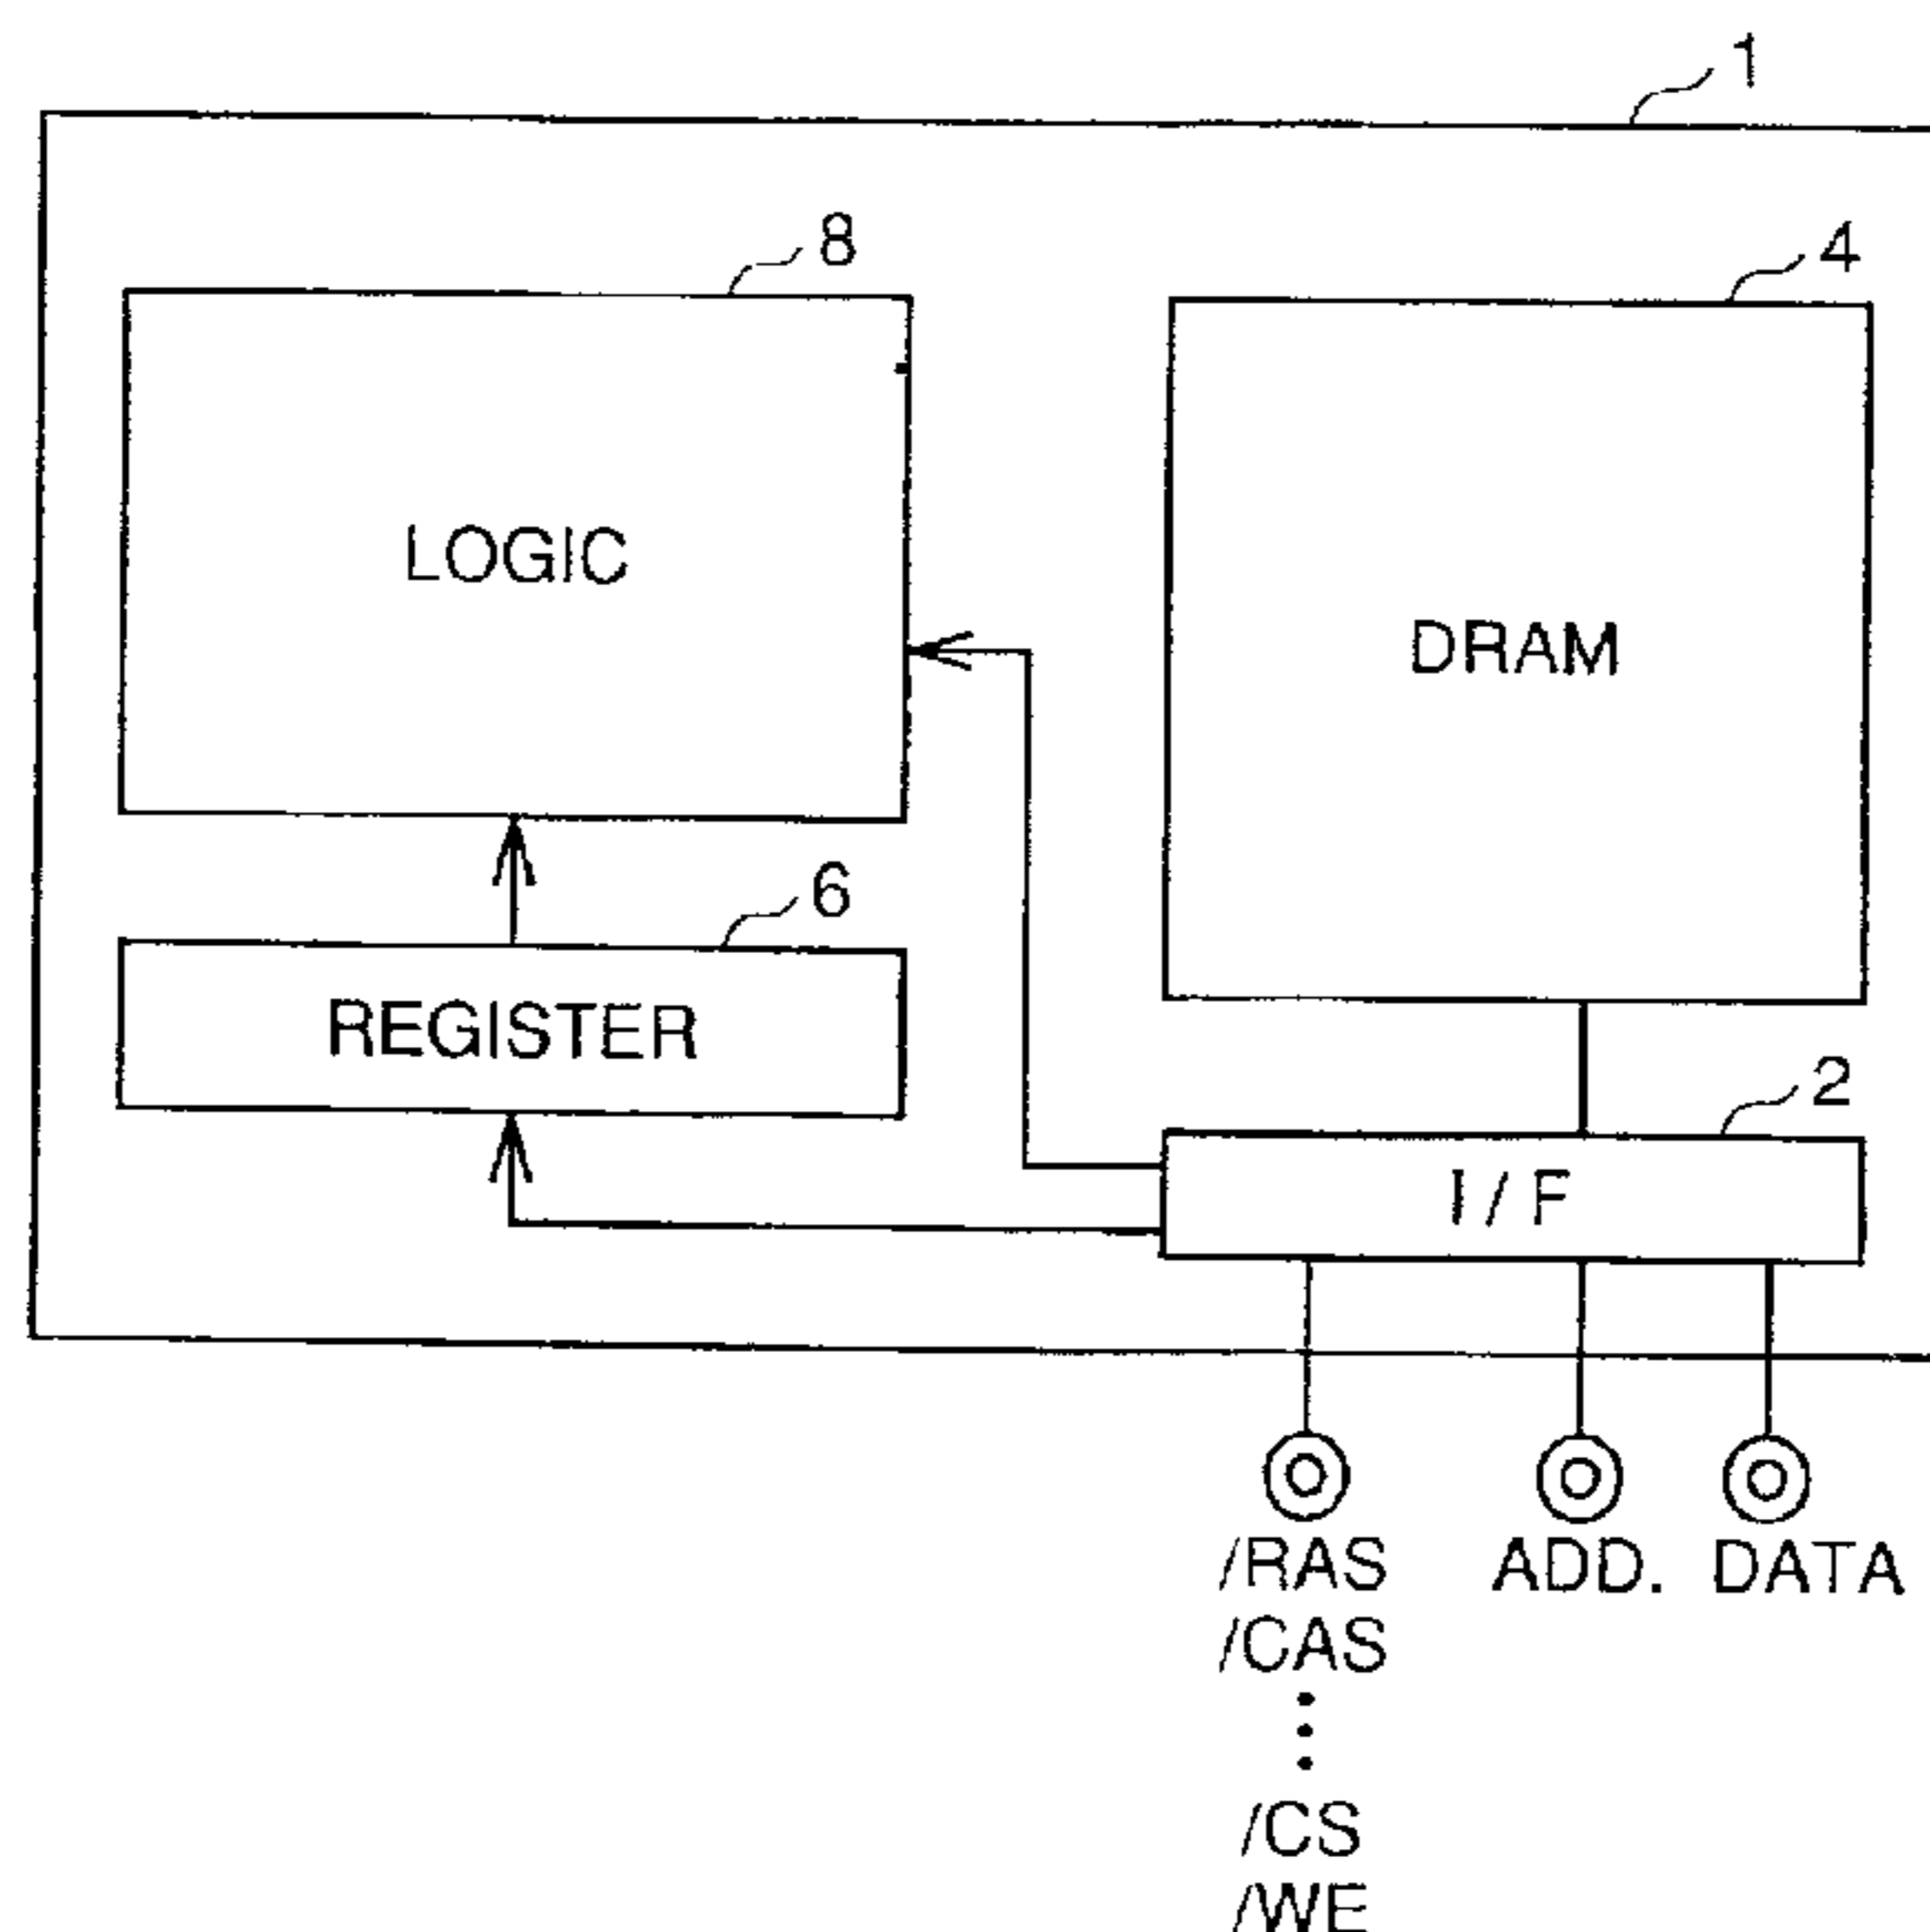 1
8
4
LOGIC
DRAM
6
REGISTER
2
I / F
/RAS ADD. DATA
/CAS
/CS
/WE